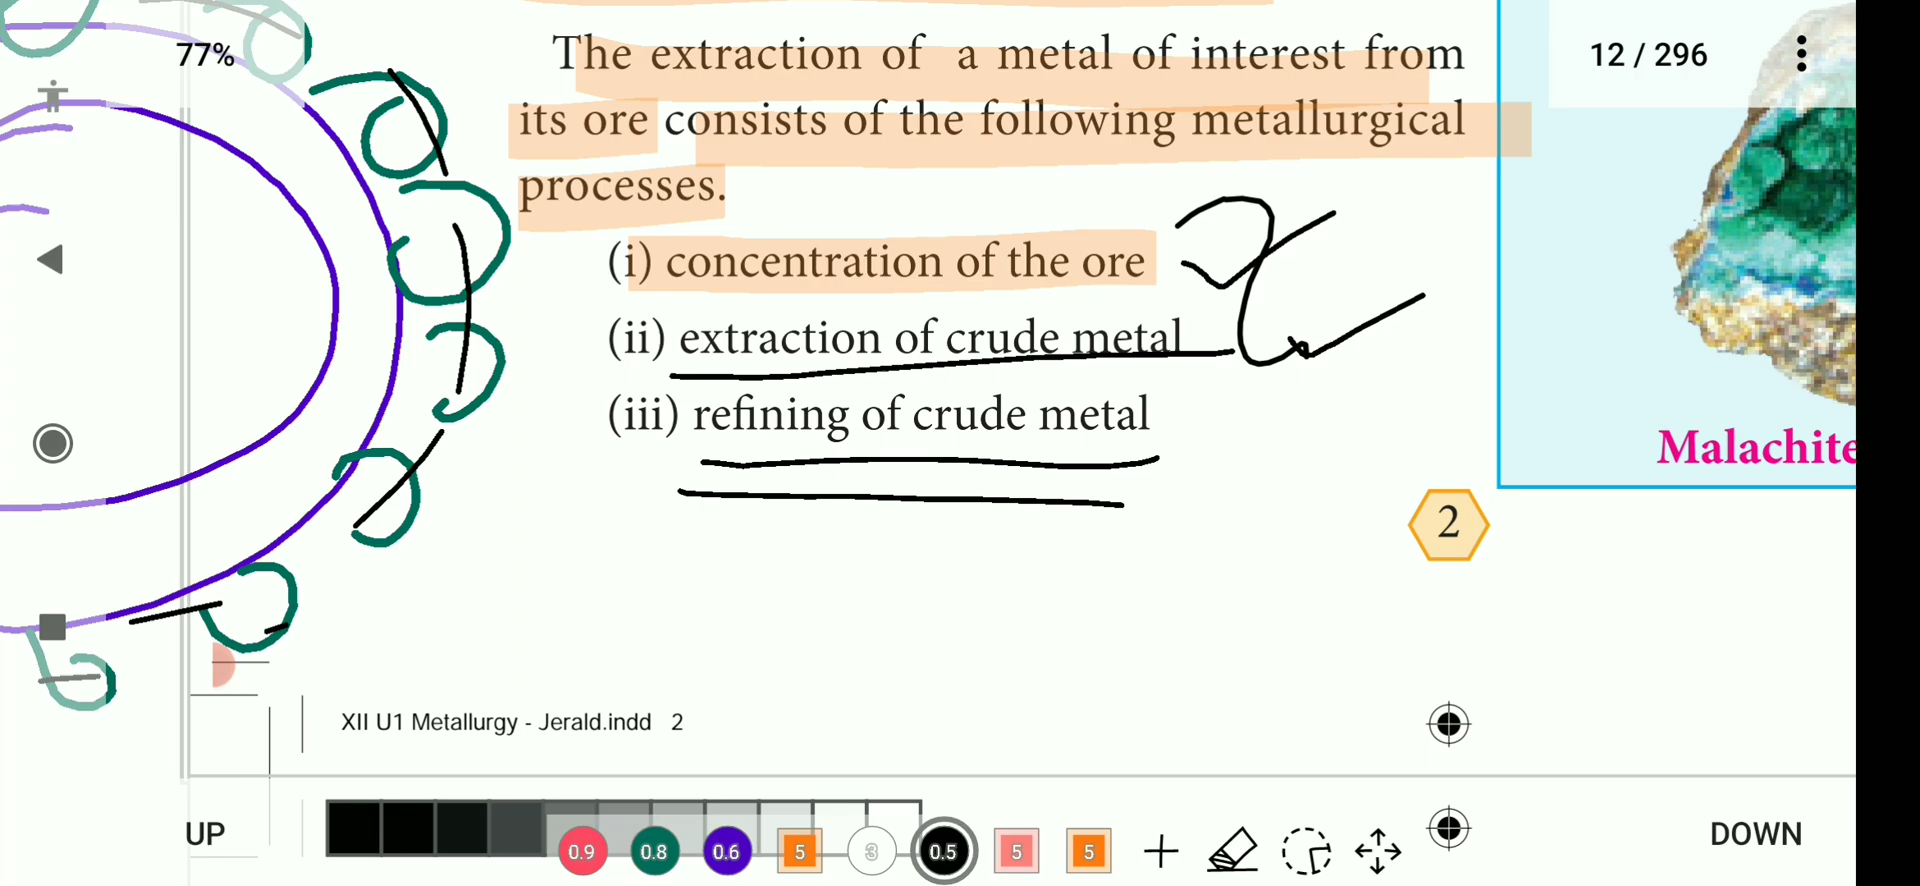 77%
The extraction of a metal of interest from
its ore consists of the following metallurgical
processes.
(i) concentration of the ore
(ii) extraction of crude metal
(iii) refining of crude metal
12 / 296
Malachite
2
XII U1 Metallurgy - Jerald.indd 2
UP
0.9 0.8 0.6 5 3 0.5 5 5
DOWN